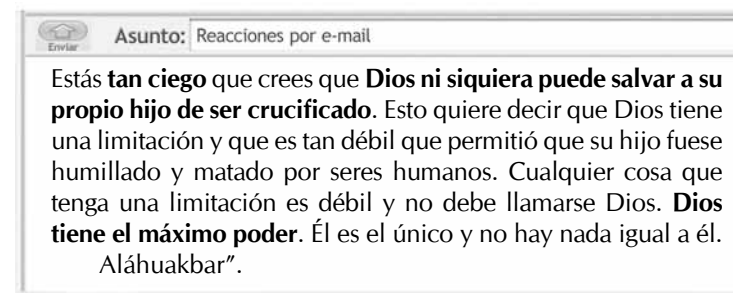 Enviar
Asunto: Reacciones por e-mail
Estás tan ciego que crees que Dios ni siquiera puede salvar a su
propio hijo de ser crucificado. Esto quiere decir que Dios tiene
una limitación y que es tan débil que permitió que su hijo fuese
humillado y matado por seres humanos. Cualquier cosa que
tenga una limitación es débil y no debe llamarse Dios. Dios
tiene el máximo poder. Él es el único y no hay nada igual a él.
Aláhuakbar".